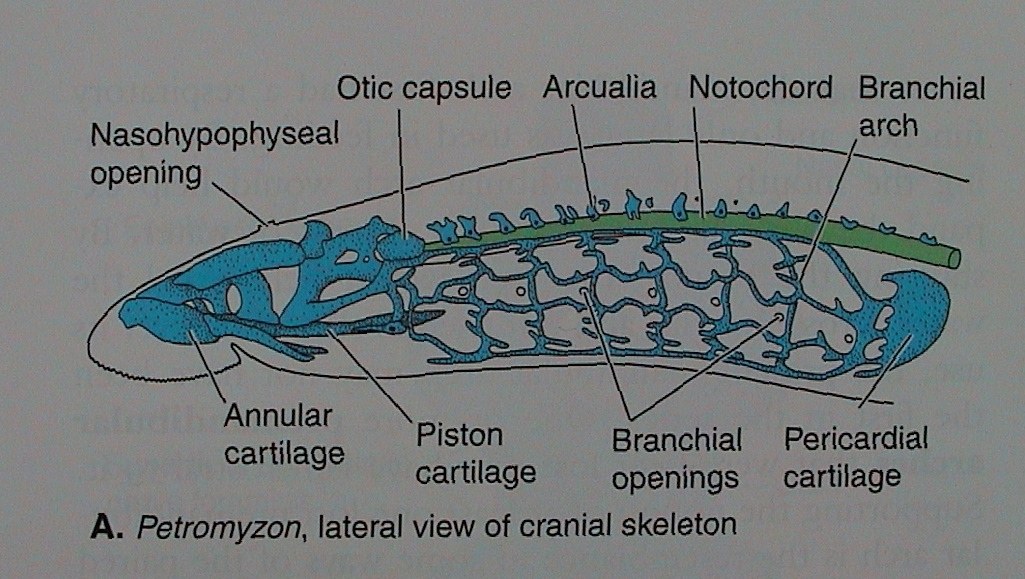 Otic capsule Arcualia Notochord Branchial
arch
Nasohypophyseal
opening
Annular
cartilage
Piston
cartilage
Branchial
openings
Pericardial
cartilage
A. Petromyzon, lateral view of cranial skeleton